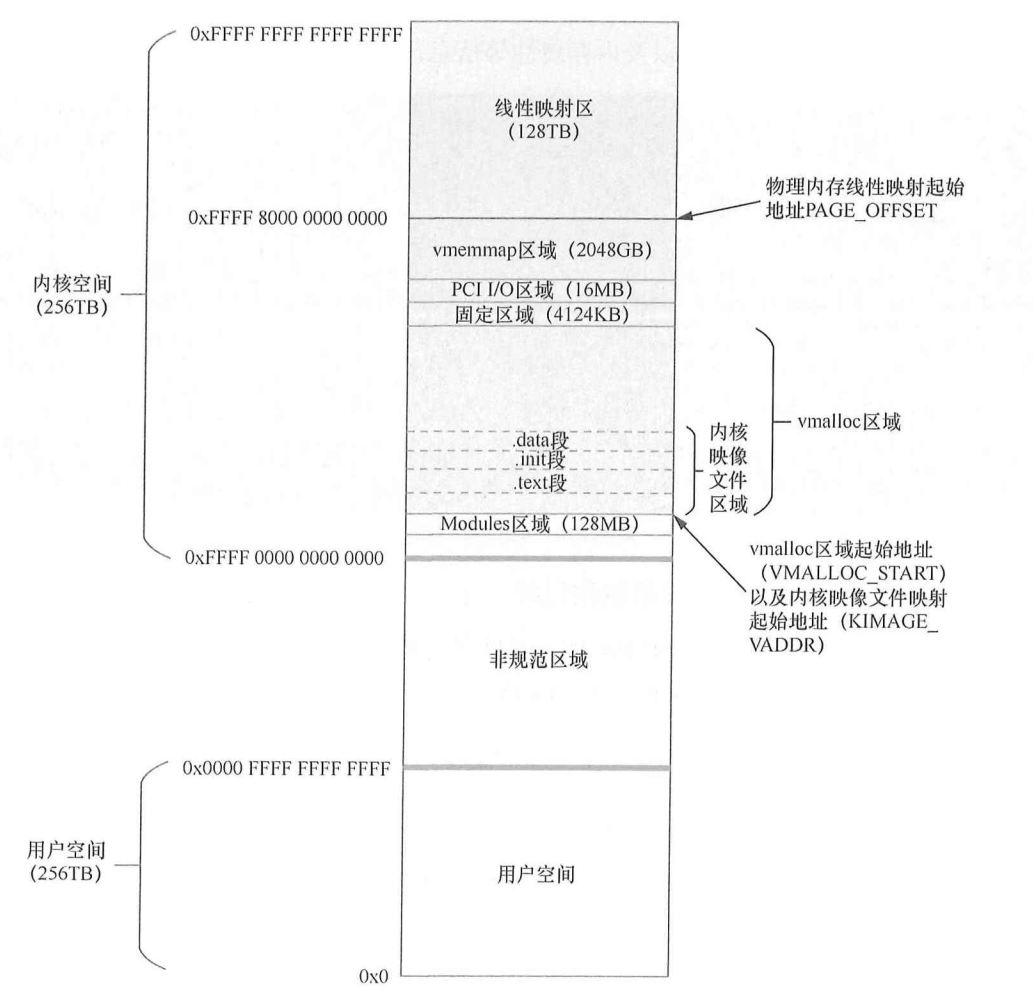 0xFFFF FFFF FFFF FFFF
线性映射区
(128TB)
物理内存线性映射起始
地址PAGE_OFFSET
0xFFFF 8000 0000 0000
vmemmap区域（2048GB）
内核空间
(256TB)
PCI I/O区域（16MB）
固定区域（4124KB）
vmalloc区域
.data段
.init段
.text段
内核
映像
文件
区域
Modules区域（128MB）
0xFFFF 0000 0000 0000
vmalloc区域起始地址
（VMALLOC_START）
以及内核映像文件映射
起始地址（KIMAGE_
VADDR）
非规范区域
0x0000 FFFF FFFF FFFF
用户空间
(256TB)
用户空间
0x0